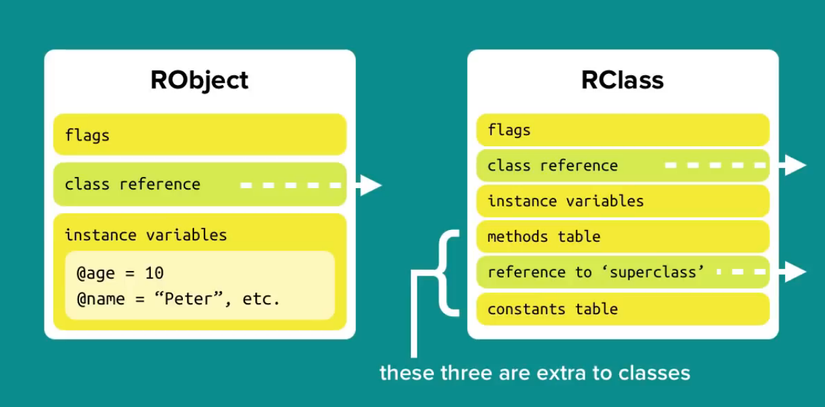 RObject
flags
class reference
instance variables
@age = 10
@name = “Peter”, etc.
RClass
flags
class reference
instance variables
methods table
reference to ‘superclass’
constants table
these three are extra to classes